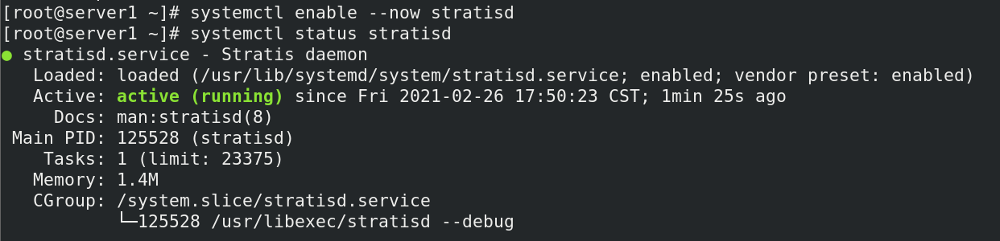 [root@server1 ~]# systemctl enable --now stratisd
[root@server1 ~]# systemctl status stratisd
● stratisd.service - Stratis daemon
   Loaded: loaded (/usr/lib/systemd/system/stratisd.service; enabled; vendor preset: enabled)
   Active: active (running) since Fri 2021-02-26 17:50:23 CST; 1min 25s ago
     Docs: man:stratisd(8)
 Main PID: 125528 (stratisd)
    Tasks: 1 (limit: 23375)
   Memory: 1.4M
   CGroup: /system.slice/stratisd.service
           └─125528 /usr/libexec/stratisd --debug